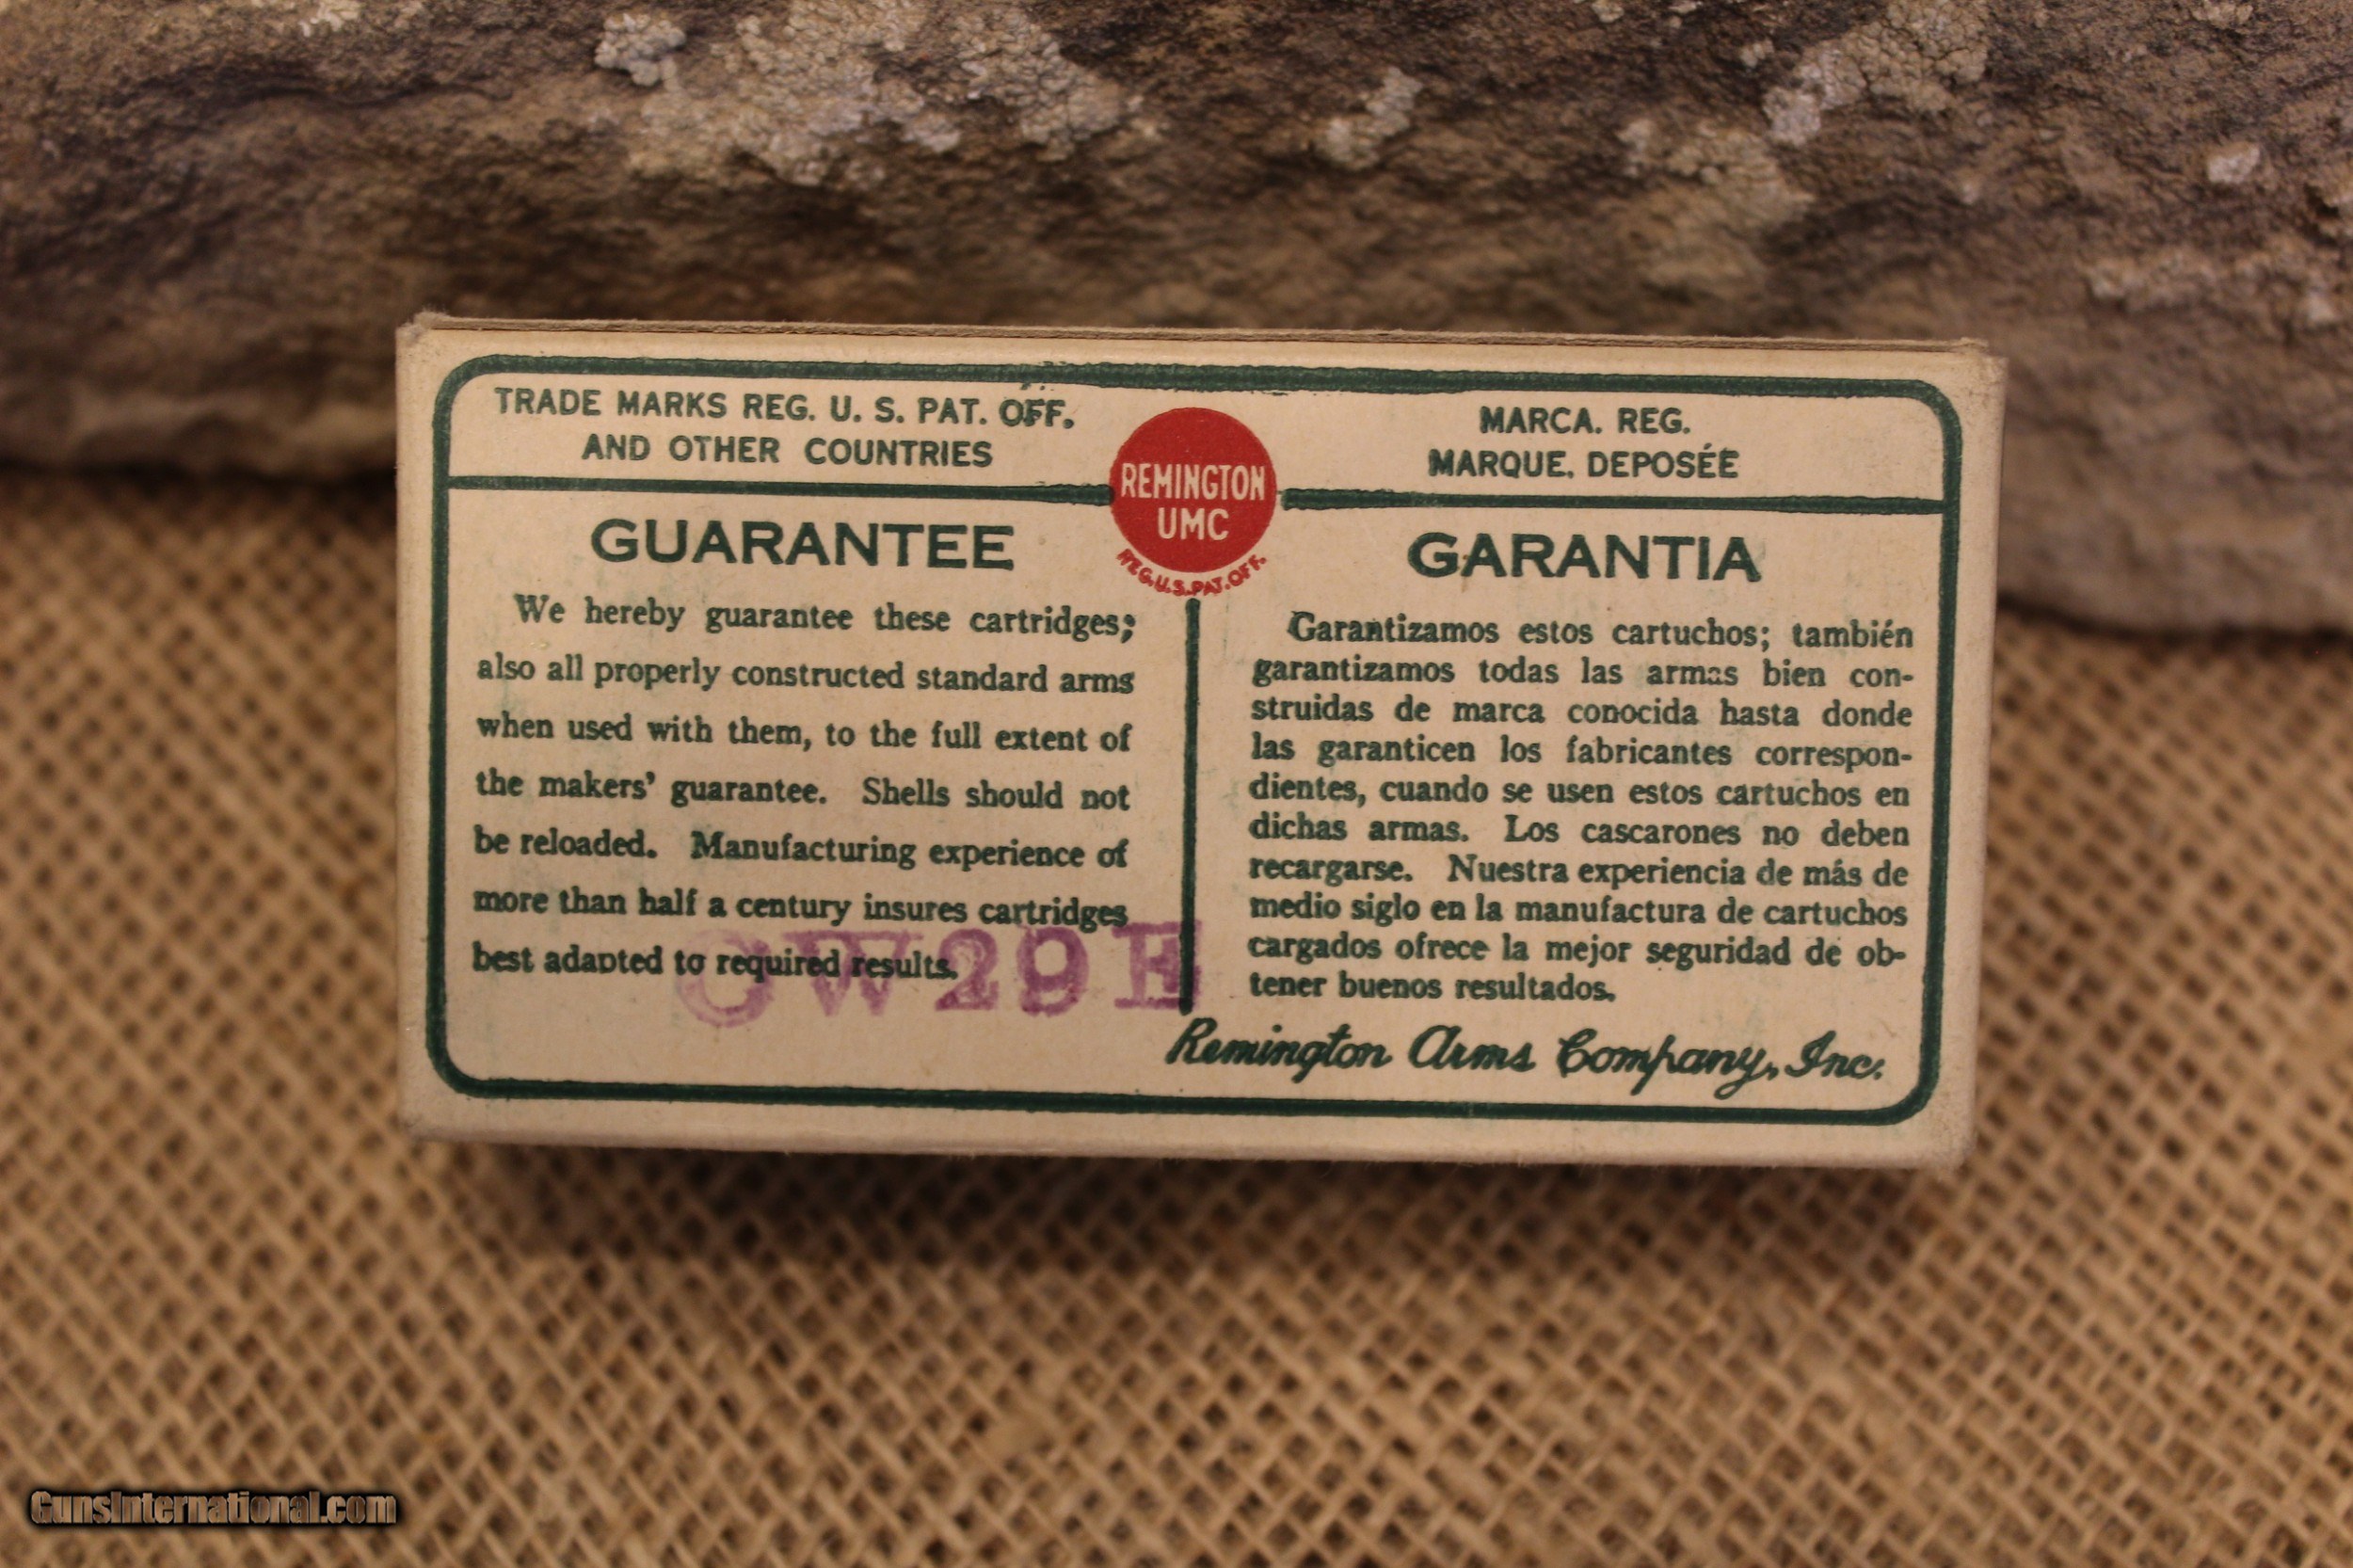 TRADE MARKS REG. U. S. PAT. OFF.
AND OTHER COUNTRIES
MARCA. REG.
MARQUE. DEPOSÉE
REMINGTON
UMC
REG.U.S.PAT.OFF.
GUARANTEE
We hereby guarantee these cartridges;
also all properly constructed standard arms
when used with them, to the full extent of
the makers' guarantee. Shells should not
be reloaded. Manufacturing experience of
more than half a century insures cartridges
best adapted to required results.
GARANTIA
Garantizamos estos cartuchos; también
garantizamos todas las armas bien con-
struidas de marca conocida hasta donde
las garanticen los fabricantes correspon-
dientes, cuando se usen estos cartuchos en
dichas armas. Los cascarones no deben
recargarse. Nuestra experiencia de más de
medio siglo en la manufactura de cartuchos
cargados ofrece la mejor seguridad de ob-
tener buenos resultados.
Remington Arms Company, Inc.
GunsInternational.com